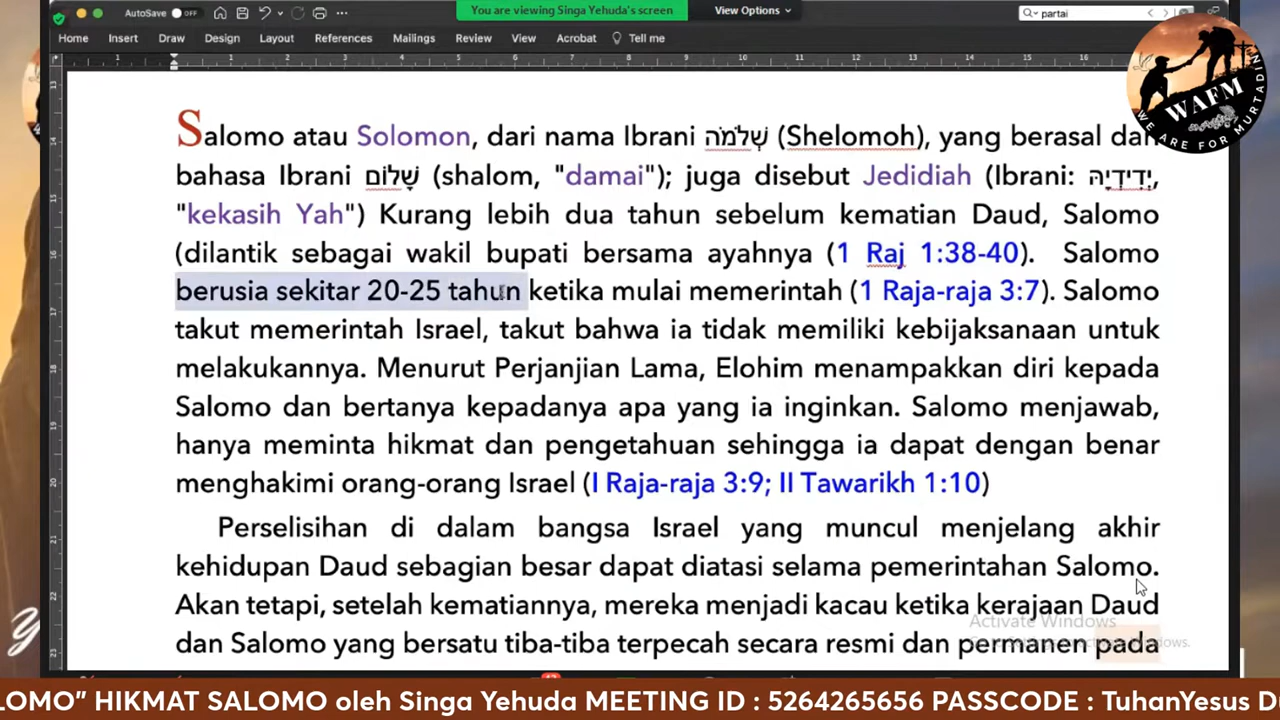 AutoSave OFF
You are viewing Singa Yehuda's screen
View Options
partai
Home Insert Draw Design Layout References Mailings Review View Acrobat Tell me
WAFM
WE ARE FOR MURTADIN
Salomo atau Solomon, dari nama Ibrani שְׁלֹמֹה (Shelomoh), yang berasal dari
bahasa Ibrani שָׁלוֹם (shalom, "damai"); juga disebut Jedidiah (Ibrani: יְדִידְיָהּ,
"kekasih Yah") Kurang lebih dua tahun sebelum kematian Daud, Salomo
(dilantik sebagai wakil bupati bersama ayahnya (1 Raj 1:38-40). Salomo
berusia sekitar 20-25 tahun ketika mulai memerintah (1 Raja-raja 3:7). Salomo
takut memerintah Israel, takut bahwa ia tidak memiliki kebijaksanaan untuk
melakukannya. Menurut Perjanjian Lama, Elohim menampakkan diri kepada
Salomo dan bertanya kepadanya apa yang ia inginkan. Salomo menjawab,
hanya meminta hikmat dan pengetahuan sehingga ia dapat dengan benar
menghakimi orang-orang Israel (I Raja-raja 3:9; II Tawarikh 1:10)
Perselisihan di dalam bangsa Israel yang muncul menjelang akhir
kehidupan Daud sebagian besar dapat diatasi selama pemerintahan Salomo.
Akan tetapi, setelah kematiannya, mereka menjadi kacau ketika kerajaan Daud
dan Salomo yang bersatu tiba-tiba terpecah secara resmi dan permanen pada
Activate Windows
LOMO" HIKMAT SALOMO oleh Singa Yehuda MEETING ID : 5264265656 PASSCODE : TuhanYesus D